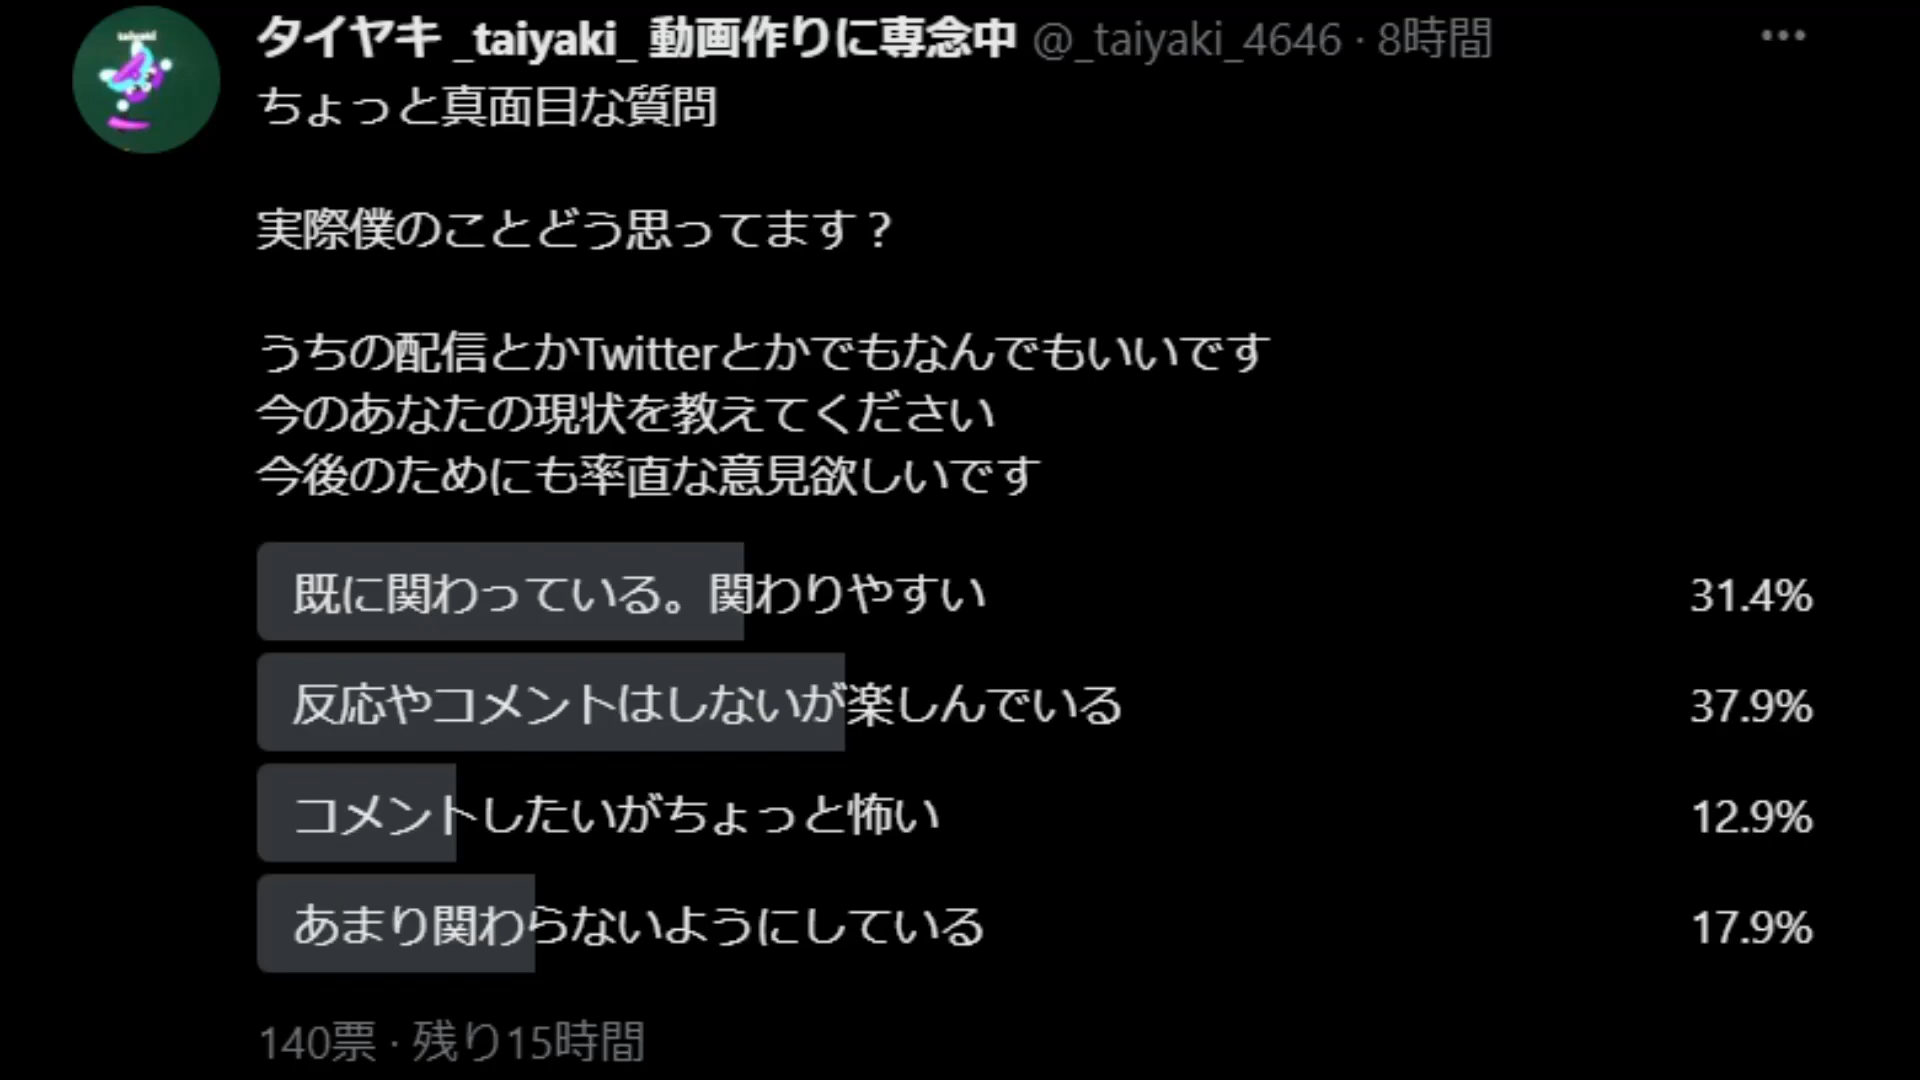 タイヤキ _taiyaki_ 動画作りに専念中 @_taiyaki_4646 · 8時間
taiyaki
ちょっと真面目な質問
実際僕のことどう思ってます？
うちの配信とかTwitterとかでもなんでもいいです
今のあなたの現状を教えてください
今後のためにも率直な意見欲しいです
既に関わっている。関わりやすい 31.4%
反応やコメントはしないが楽しんでいる 37.9%
コメントしたいがちょっと怖い 12.9%
あまり関わらないようにしている 17.9%
140票 · 残り15時間